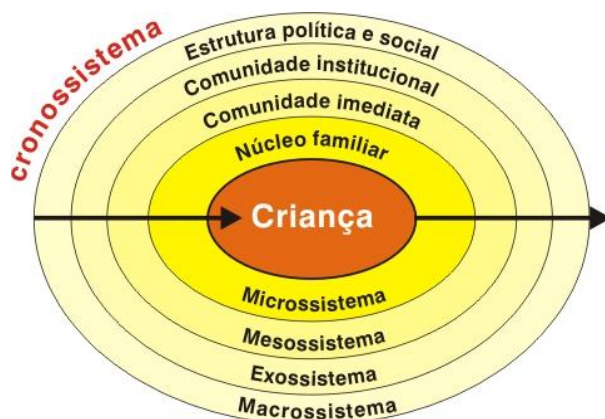 cronossistema
Estrutura política e social
Comunidade institucional
Comunidade imediata
Núcleo familiar
Criança
Microssistema
Mesossistema
Exossistema
Macrossistema